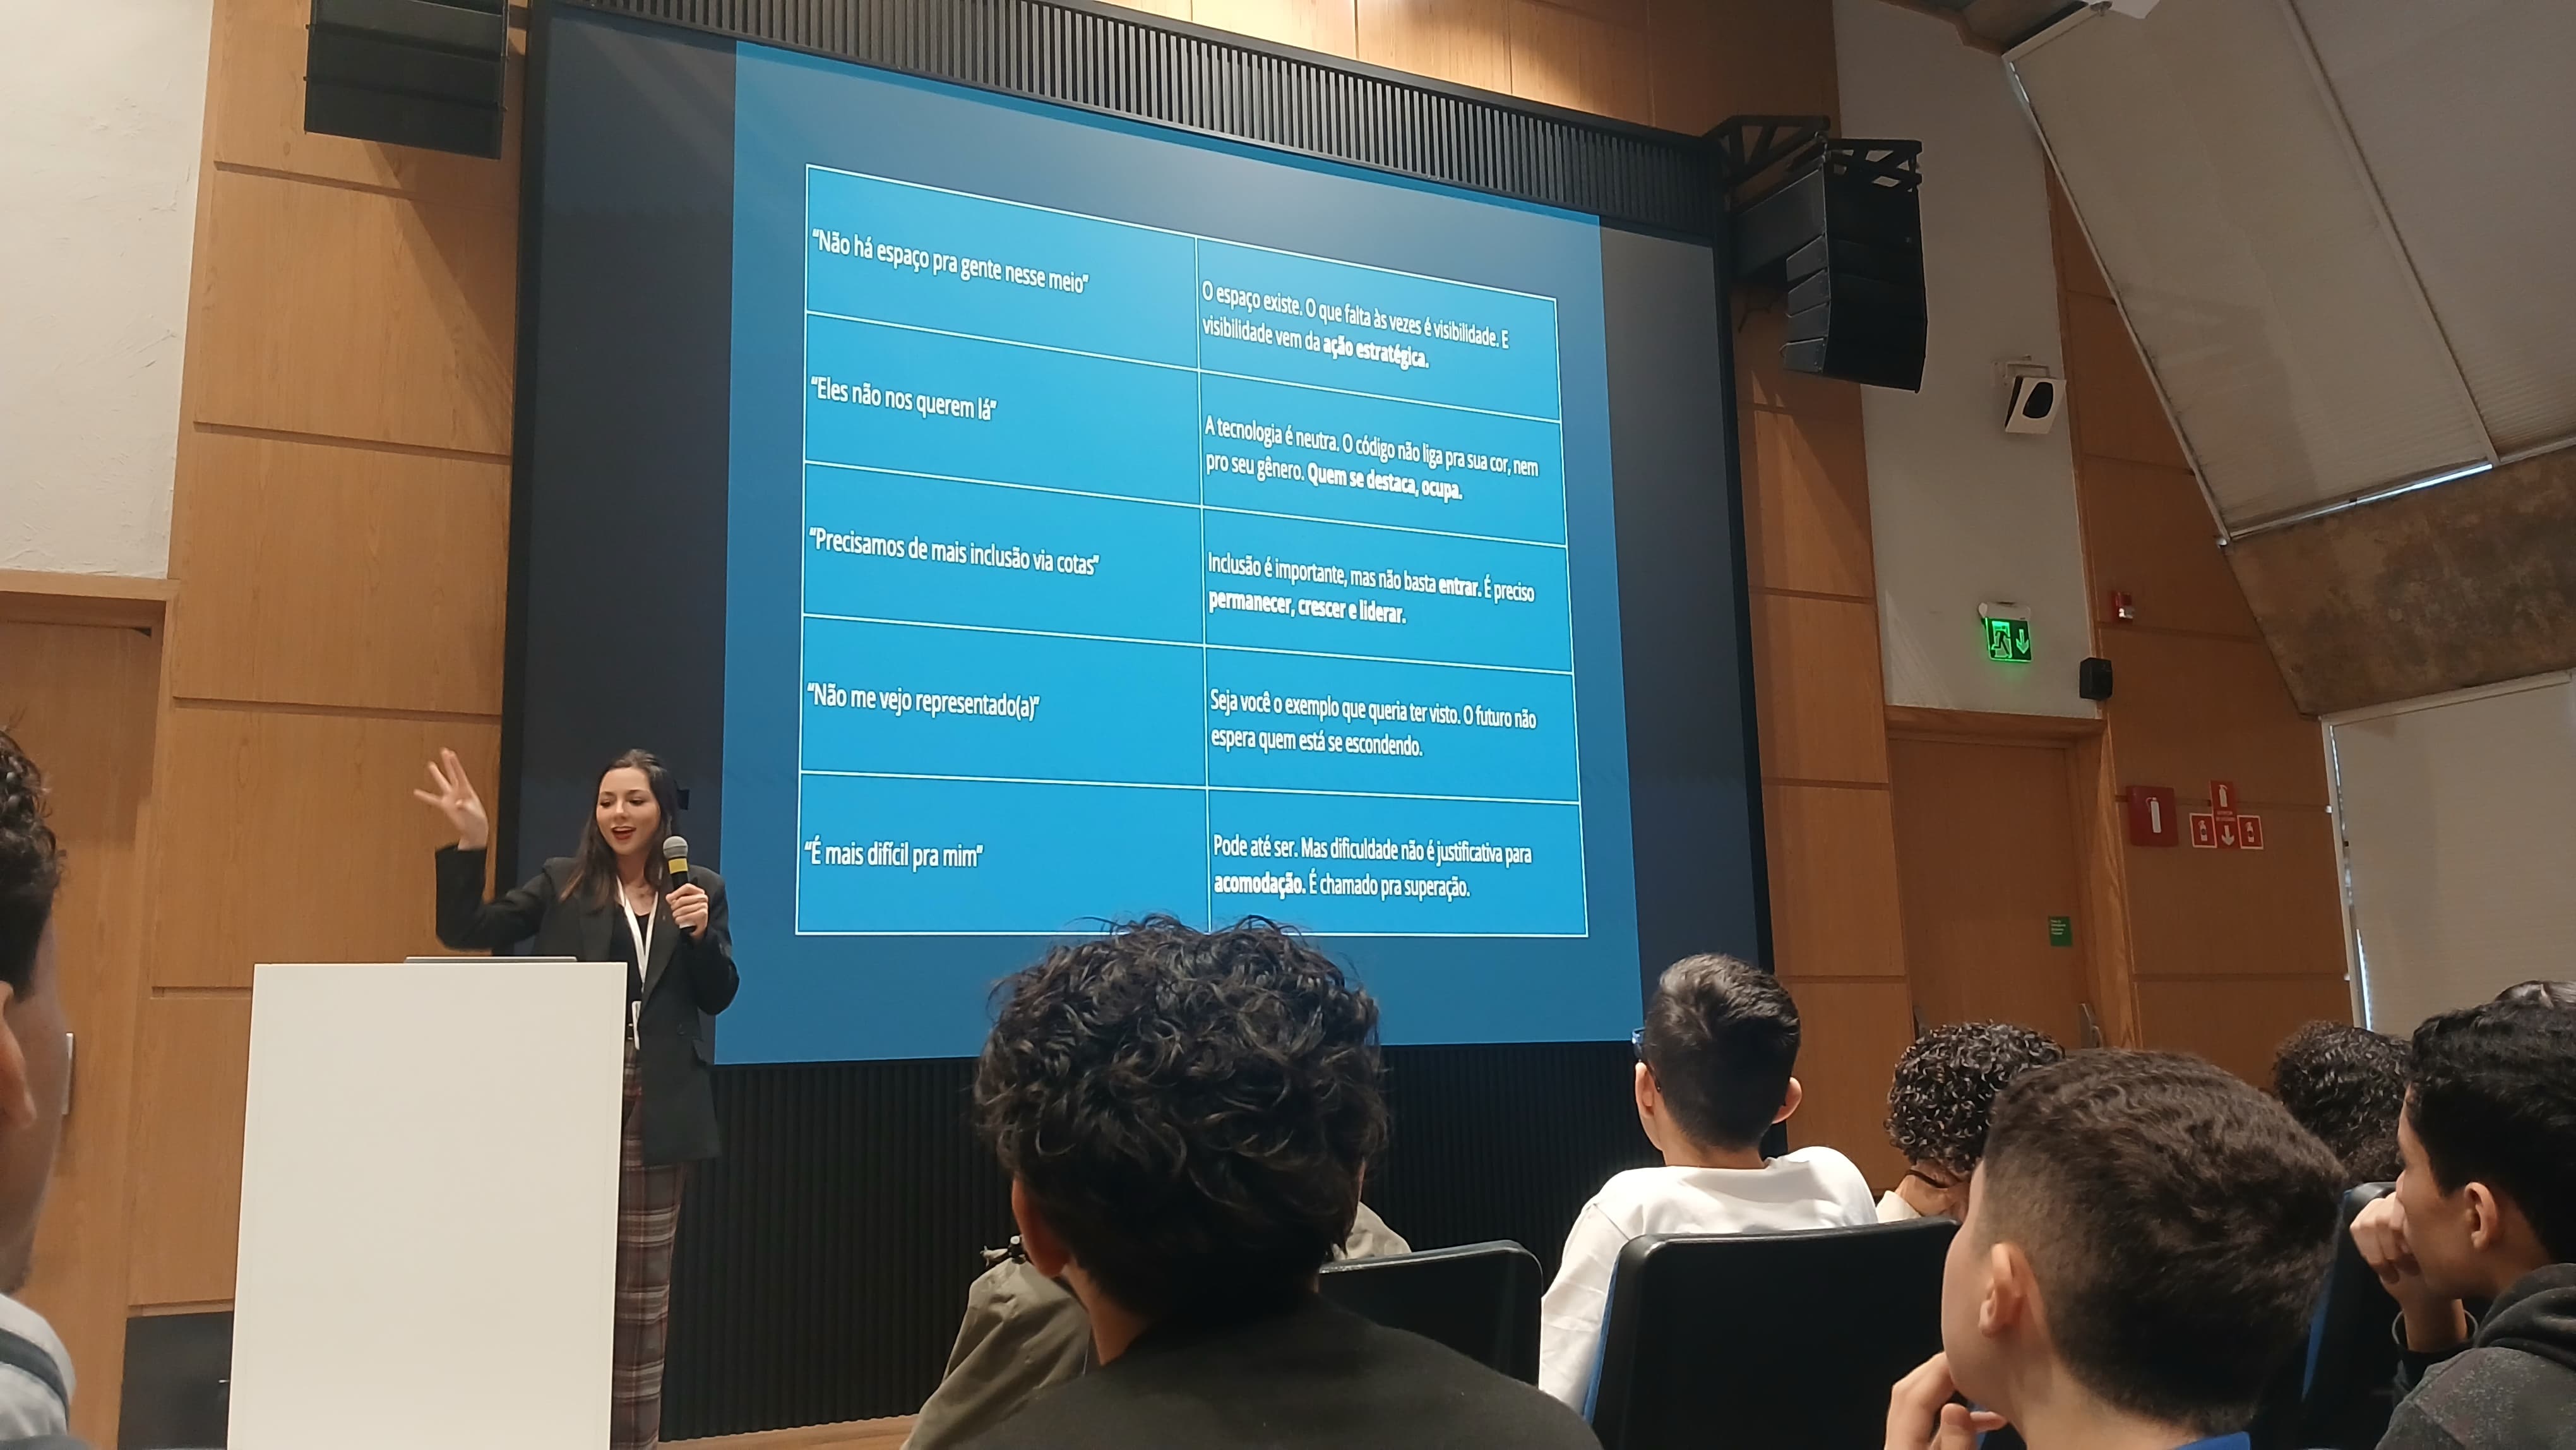 “Não há espaço pra gente nesse meio”
O espaço existe. O que falta às vezes é visibilidade. E
visibilidade vem da ação estratégica.
“Eles não nos querem lá”
A tecnologia é neutra. O código não liga pra sua cor, nem
pro seu gênero. Quem se destaca, ocupa.
“Precisamos de mais inclusão via cotas”
Inclusão é importante, mas não basta entrar. É preciso
permanecer, crescer e liderar.
“Não me vejo representado(a)”
Seja você o exemplo que queria ter visto. O futuro não
espera quem está se escondendo.
“É mais difícil pra mim”
Pode até ser. Mas dificuldade não é justificativa para
acomodação. É chamado pra superação.